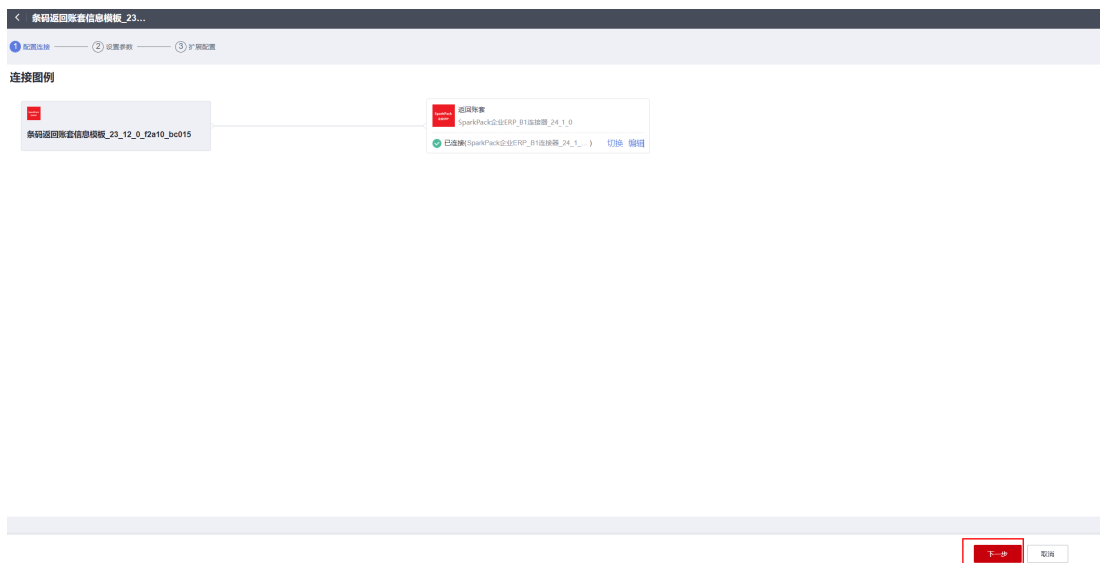 条码返回账套信息模板_23...
1 配置连接 2 设置参数 3 扩展配置
连接图例
返回账套
SparkPack企业ERP_B1连接器_24_1_0
条码返回账套信息模板_23_12_0_f2a10_bc015
已连接(SparkPack企业ERP_B1连接器_24_1_... ) 切换 编辑
下一步 取消